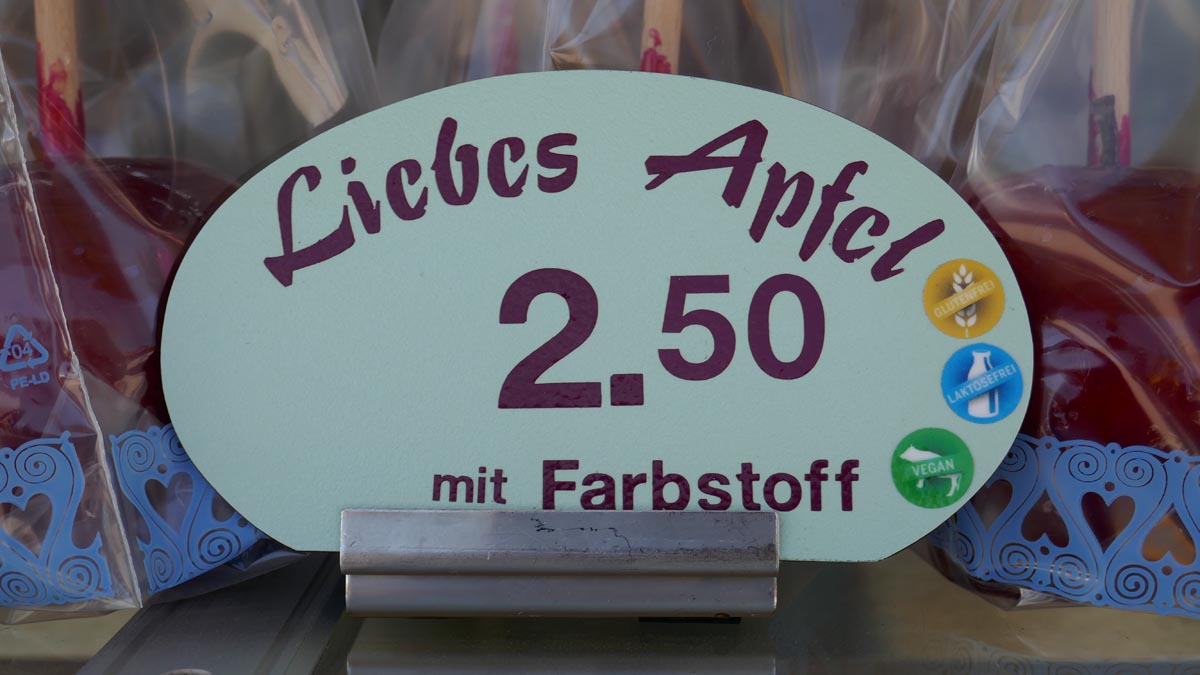 Liebes Apfel
2.50
mit Farbstoff
GLUTENFREI
LAKTOSEFREI
VEGAN
04
PE-LD